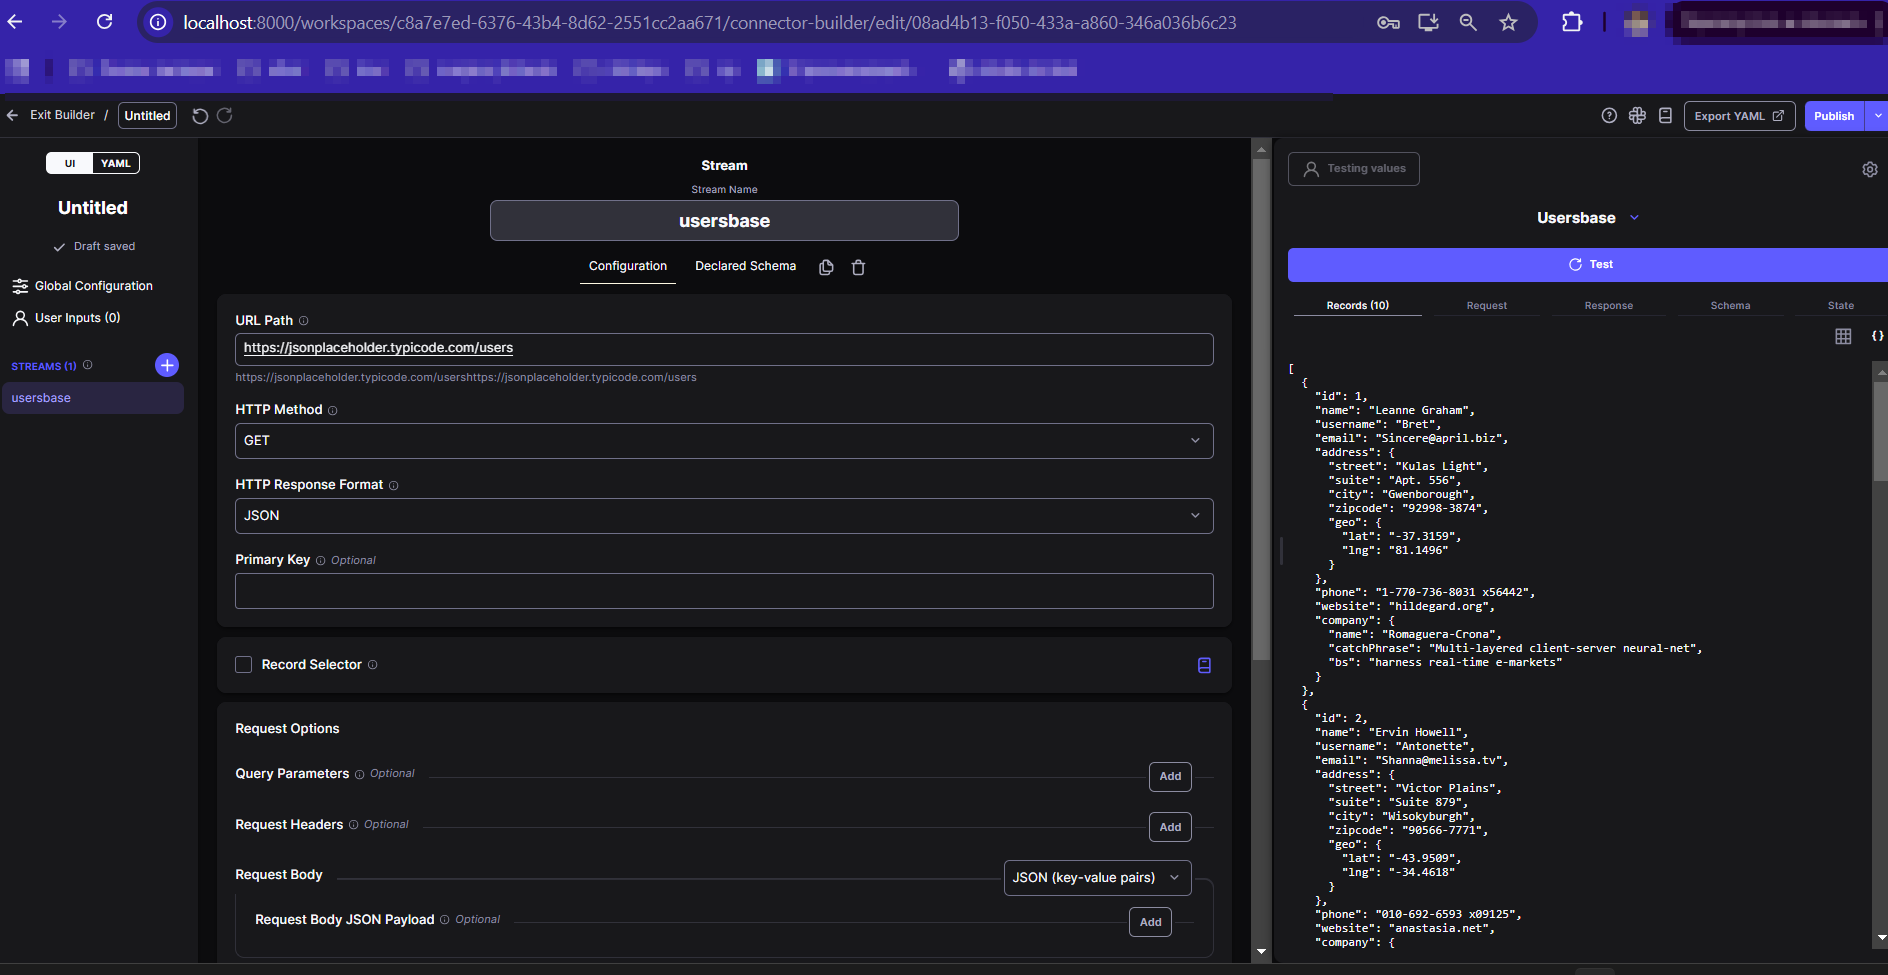 localhost:8000/workspaces/c8a7e7ed-6376-43b4-8d62-2551cc2aa671/connector-builder/edit/08ad4b13-f050-433a-a860-346a036b6c23
Exit Builder / Untitled
Export YAML
Publish
UI YAML
Untitled
Draft saved
Global Configuration
User Inputs (0)
STREAMS (1)
usersbase
Stream
Stream Name
usersbase
Configuration Declared Schema
URL Path
https://jsonplaceholder.typicode.com/users
https://jsonplaceholder.typicode.com/usershttps://jsonplaceholder.typicode.com/users
HTTP Method
GET
HTTP Response Format
JSON
Primary Key Optional
Record Selector
Request Options
Query Parameters Optional Add
Request Headers Optional Add
Request Body JSON (key-value pairs)
Request Body JSON Payload Optional Add
Testing values
Usersbase
Test
Records (10) Request Response Schema State
{}
[
{
"id": 1,
"name": "Leanne Graham",
"username": "Bret",
"email": "Sincere@april.biz",
"address": {
"street": "Kulas Light",
"suite": "Apt. 556",
"city": "Gwenborough",
"zipcode": "92998-3874",
"geo": {
"lat": "-37.3159",
"lng": "81.1496"
}
},
"phone": "1-770-736-8031 x56442",
"website": "hildegard.org",
"company": {
"name": "Romaguera-Crona",
"catchPhrase": "Multi-layered client-server neural-net",
"bs": "harness real-time e-markets"
}
},
{
"id": 2,
"name": "Ervin Howell",
"username": "Antonette",
"email": "Shanna@melissa.tv",
"address": {
"street": "Victor Plains",
"suite": "Suite 879",
"city": "Wisokyburgh",
"zipcode": "90566-7771",
"geo": {
"lat": "-43.9509",
"lng": "-34.4618"
}
},
"phone": "010-692-6593 x09125",
"website": "anastasia.net",
"company": {